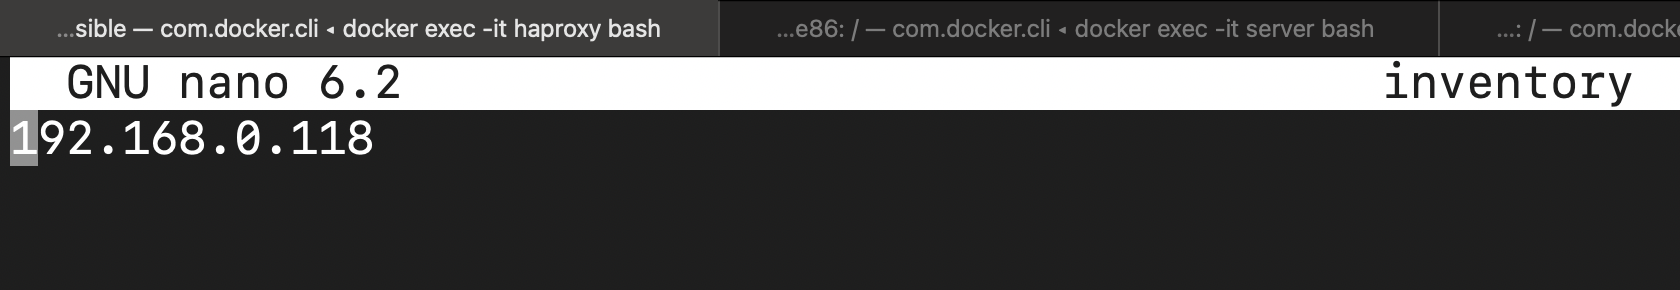 ...sible — com.docker.cli ◂ docker exec -it haproxy bash
...e86: / — com.docker.cli ◂ docker exec -it server bash
...: / — com.dock
GNU nano 6.2 inventory
192.168.0.118